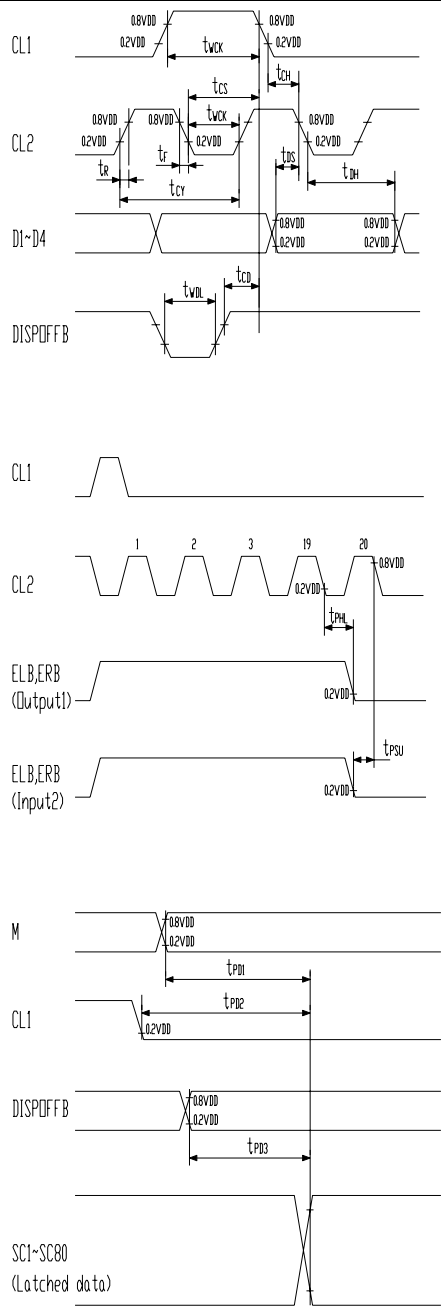 CL1
0.8VDD
0.2VDD
tWCK
0.8VDD
0.2VDD
tCH
tCS
tWCK
CL2
0.8VDD
0.2VDD
0.8VDD
0.2VDD
0.8VDD
0.2VDD
tR
tF
tCY
tDS
tDH
D1~D4
0.8VDD
0.2VDD
0.8VDD
0.2VDD
tCD
tWDL
DISPOFFB
CL1
CL2
1
2
3
19
20
0.8VDD
0.2VDD
tPHL
ELB,ERB
(Output1)
0.2VDD
tPSU
ELB,ERB
(Input2)
0.2VDD
M
0.8VDD
0.2VDD
tPD1
tPD2
CL1
0.2VDD
DISPOFFB
0.8VDD
0.2VDD
tPD3
SC1~SC80
(Latched data)